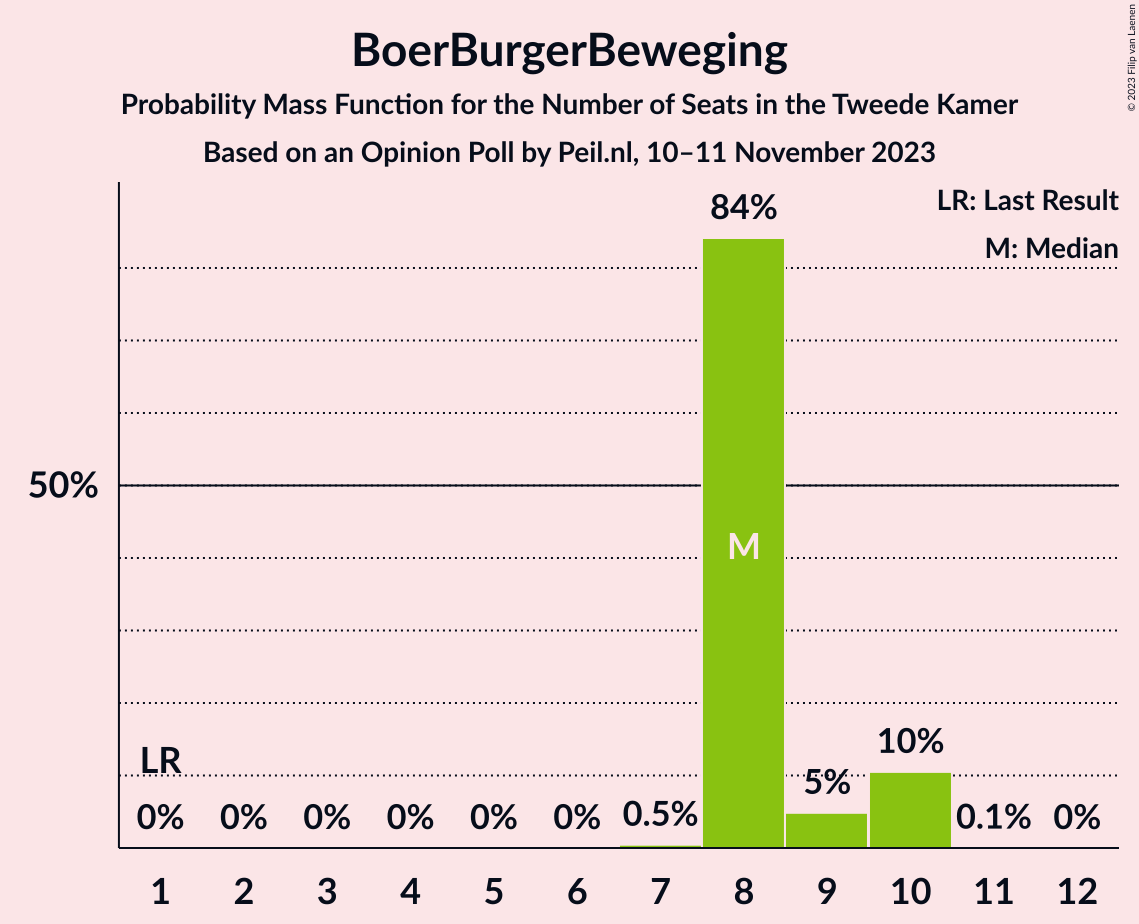 BoerBurgerBeweging
Probability Mass Function for the Number of Seats in the Tweede Kamer
Based on an Opinion Poll by Peil.nl, 10–11 November 2023
© 2023 Filip van Laenen
LR: Last Result
M: Median
84%
50%
M
LR
10%
5%
0% 0% 0% 0% 0% 0% 0.5% 0.1% 0%
1 2 3 4 5 6 7 8 9 10 11 12